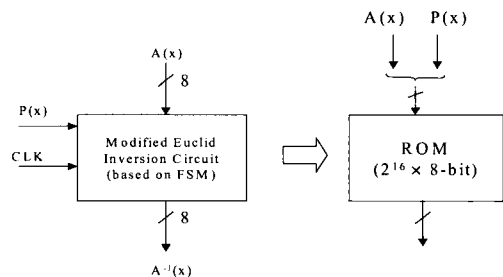 A(x)
8
P(x)
CLK
Modified Euclid
Inversion Circuit
(based on FSM)
8
A⁻¹(x)
A(x) P(x)
ROM
(2¹⁶ × 8-bit)